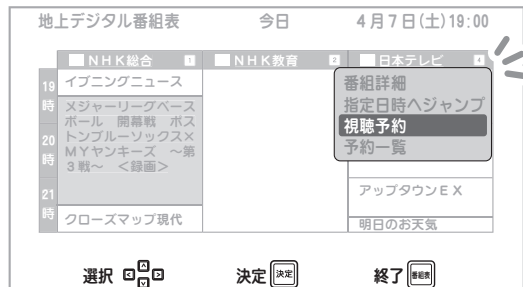 地上デジタル番組表 今日 4月7日(土)19:00
NHK総合 1 NHK教育 2 日本テレビ 4
19時
イブニングニュース
メジャーリーグベース
ボール 開幕戦 ボス
トンブルーソックス×
MYヤンキーズ ～第
3戦～ <録画>
20
21時
クローズマップ現代
番組詳細
指定日時へジャンプ
視聴予約
予約一覧
アップタウンEX
明日のお天気
選択 決定 決定 終了 番組表